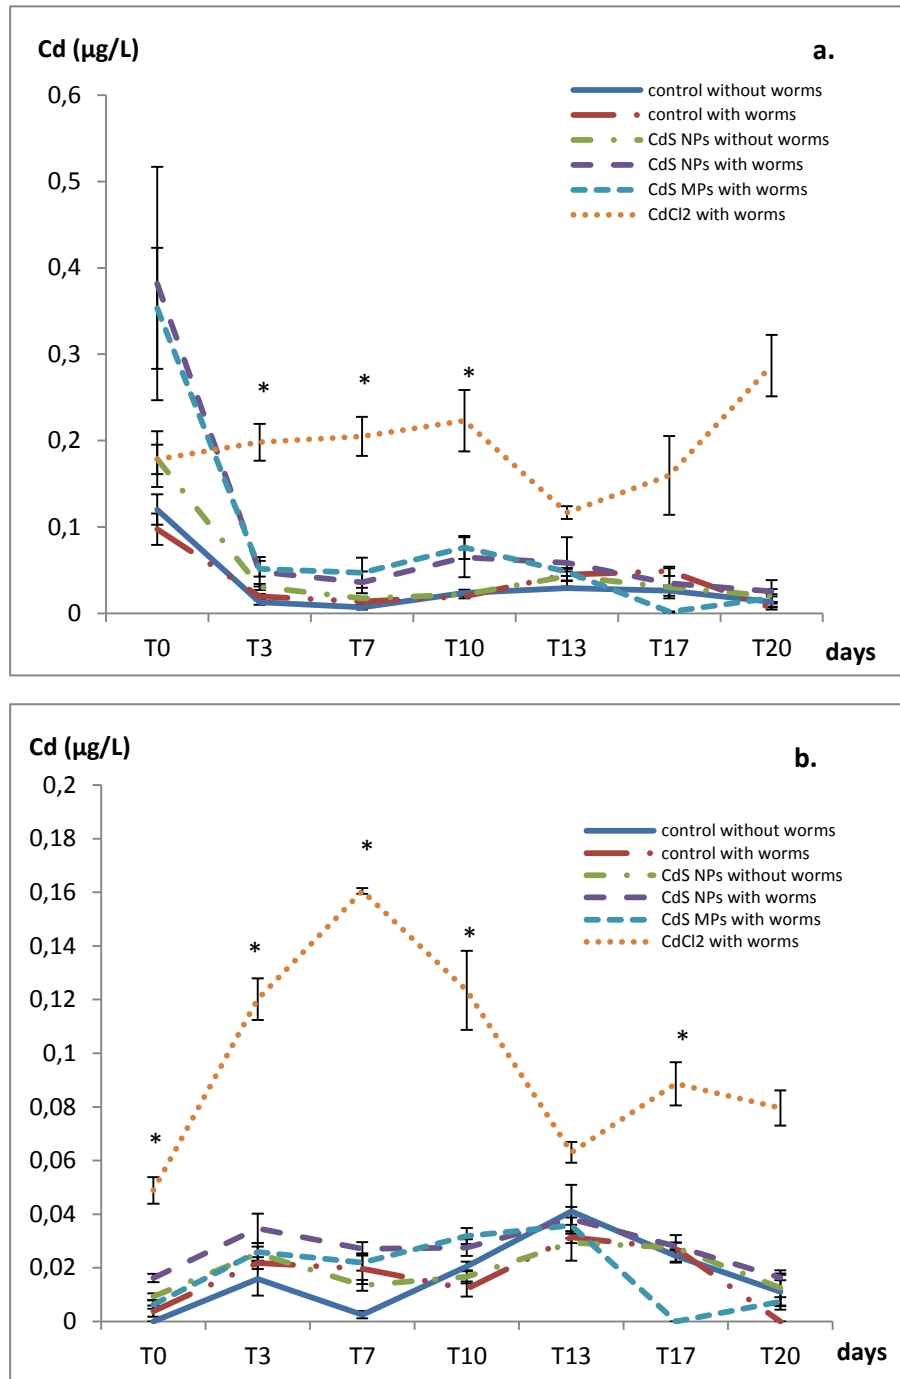 Cd (µg/L)
a.
0,6
0,5
0,4
0,3
0,2
0,1
0
control without worms
control with worms
CdS NPs without worms
CdS NPs with worms
CdS MPs with worms
CdCl2 with worms
* * *
T0 T3 T7 T10 T13 T17 T20 days
Cd (µg/L)
b.
0,2
0,18
0,16
0,14
0,12
0,1
0,08
0,06
0,04
0,02
0
control without worms
control with worms
CdS NPs without worms
CdS NPs with worms
CdS MPs with worms
CdCl2 with worms
* * * * *
T0 T3 T7 T10 T13 T17 T20 days